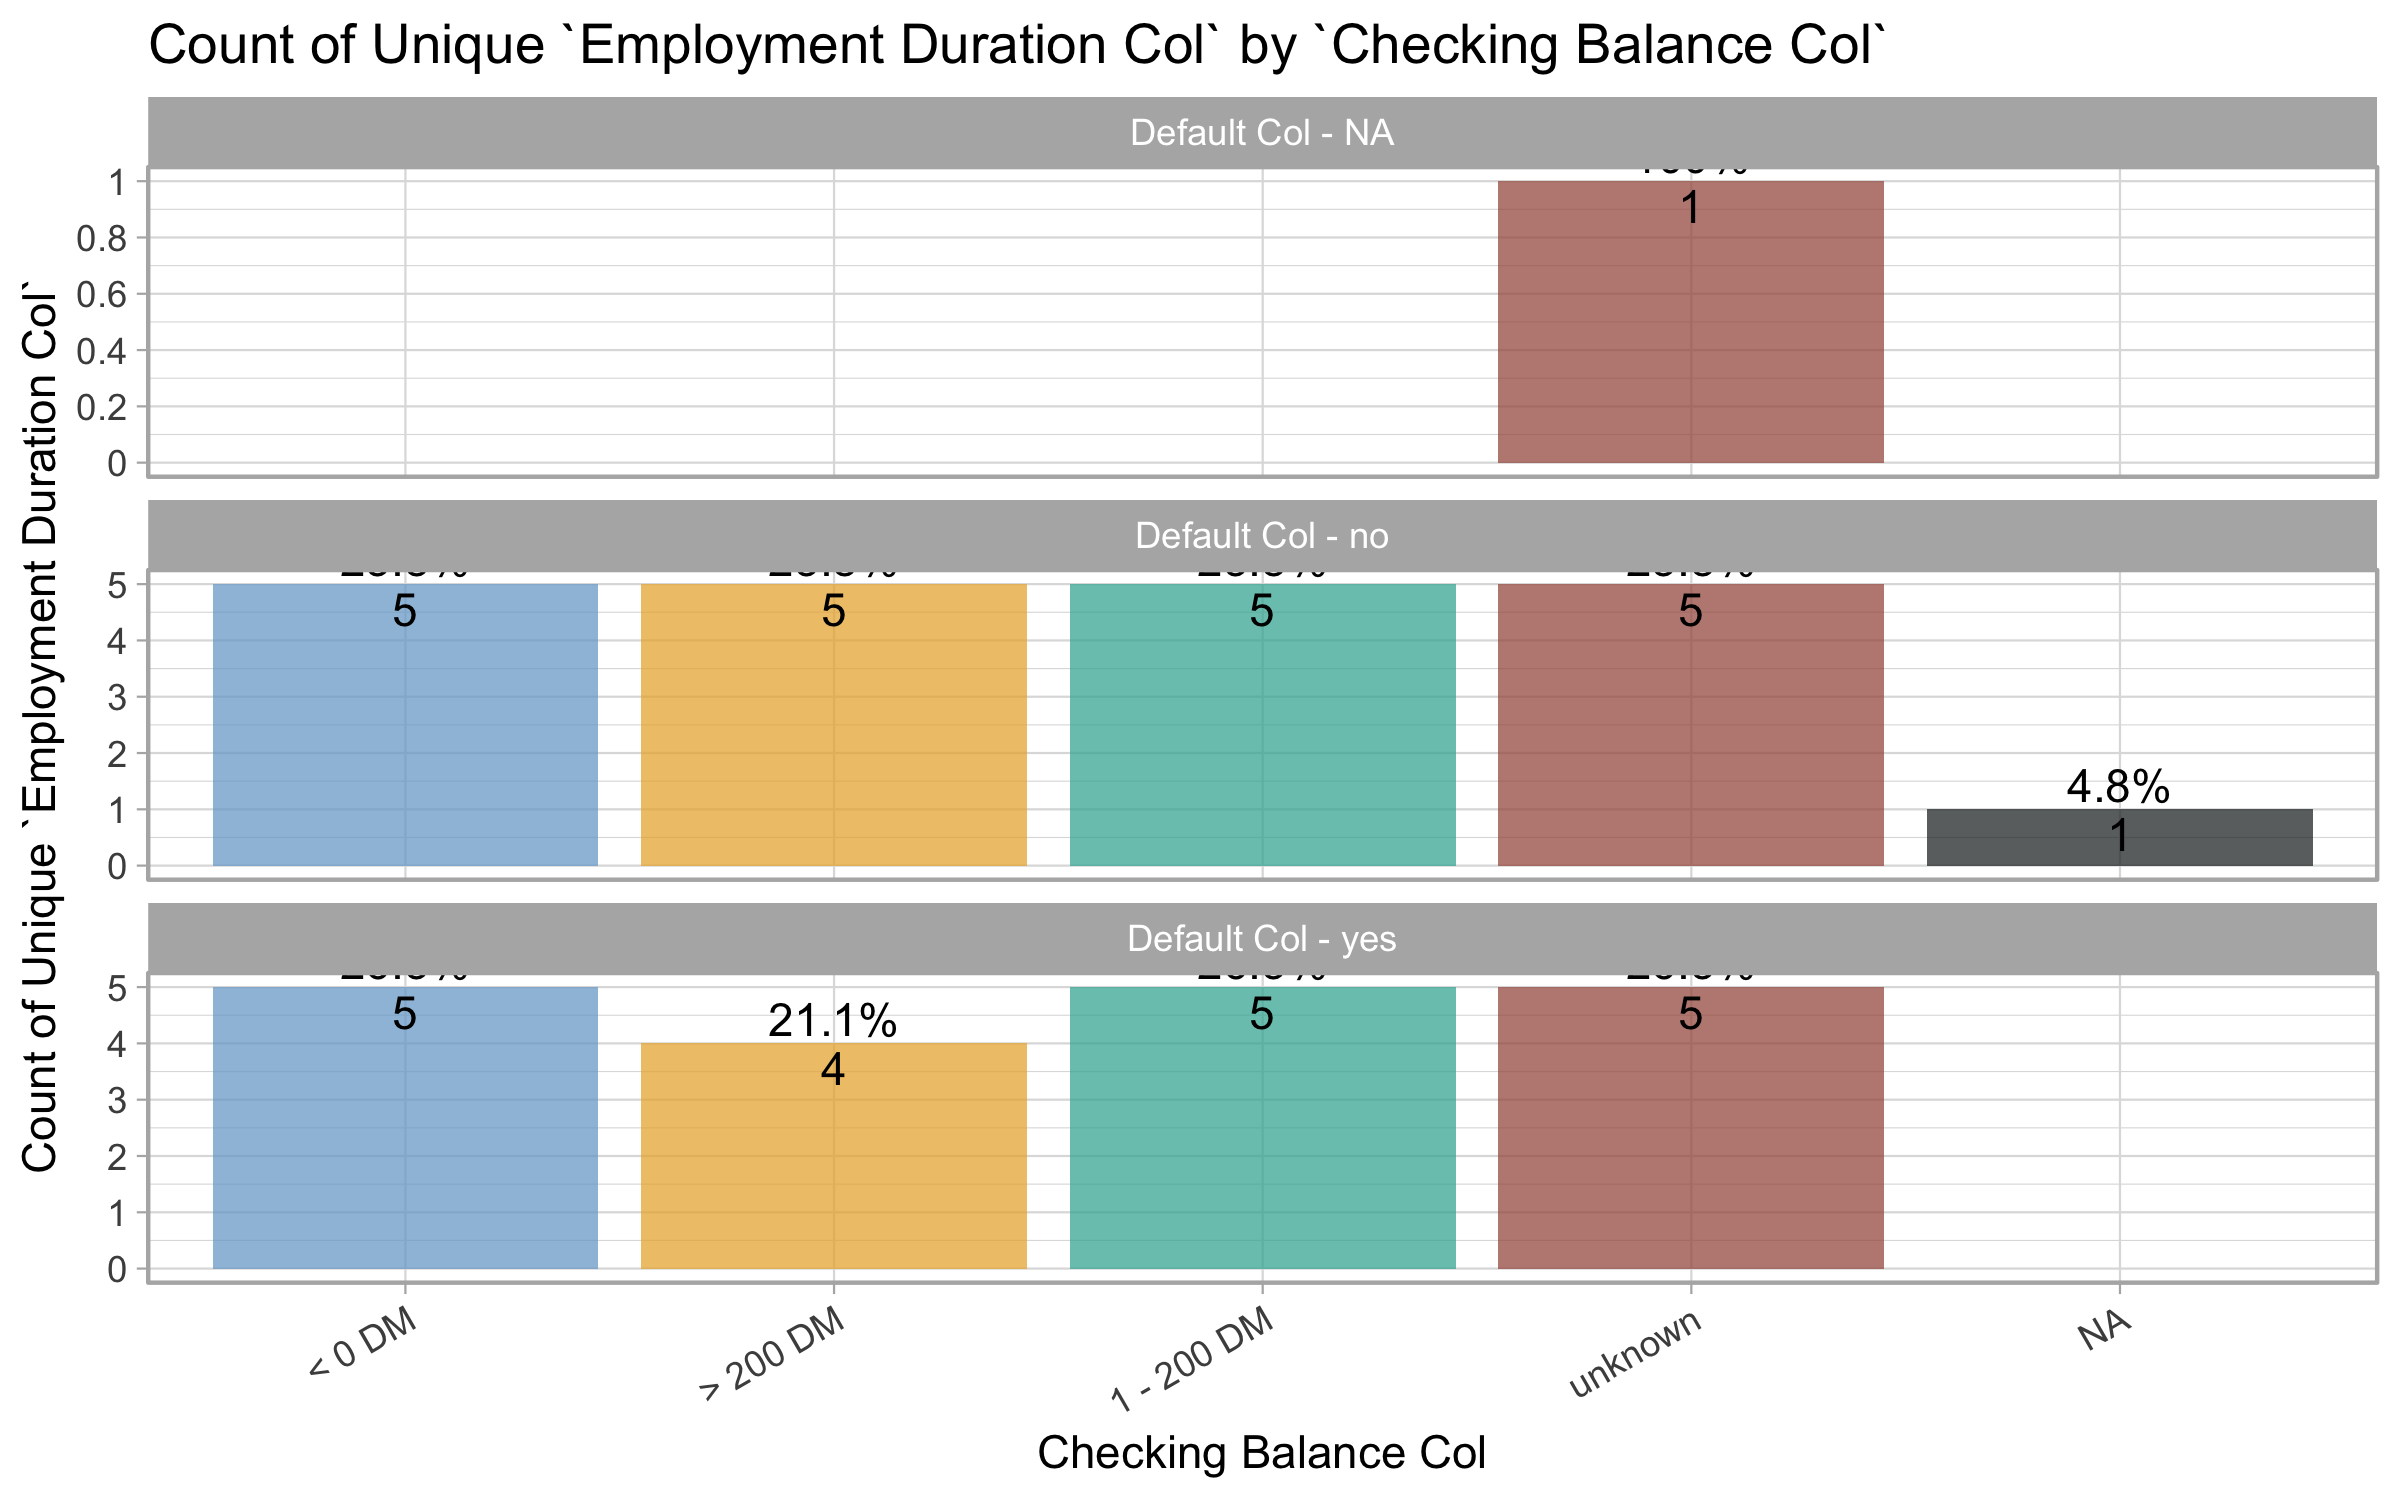 Count of Unique `Employment Duration Col` by `Checking Balance Col`
Count of Unique `Employment Duration Col`
Default Col - NA
1
0.8
0.6
0.4
0.2
0
1
Default Col - no
5
4
3
2
1
0
5
5
5
5
4.8%
1
Default Col - yes
5
4
3
2
1
0
5
21.1%
4
5
5
< 0 DM
> 200 DM
1 - 200 DM
unknown
NA
Checking Balance Col